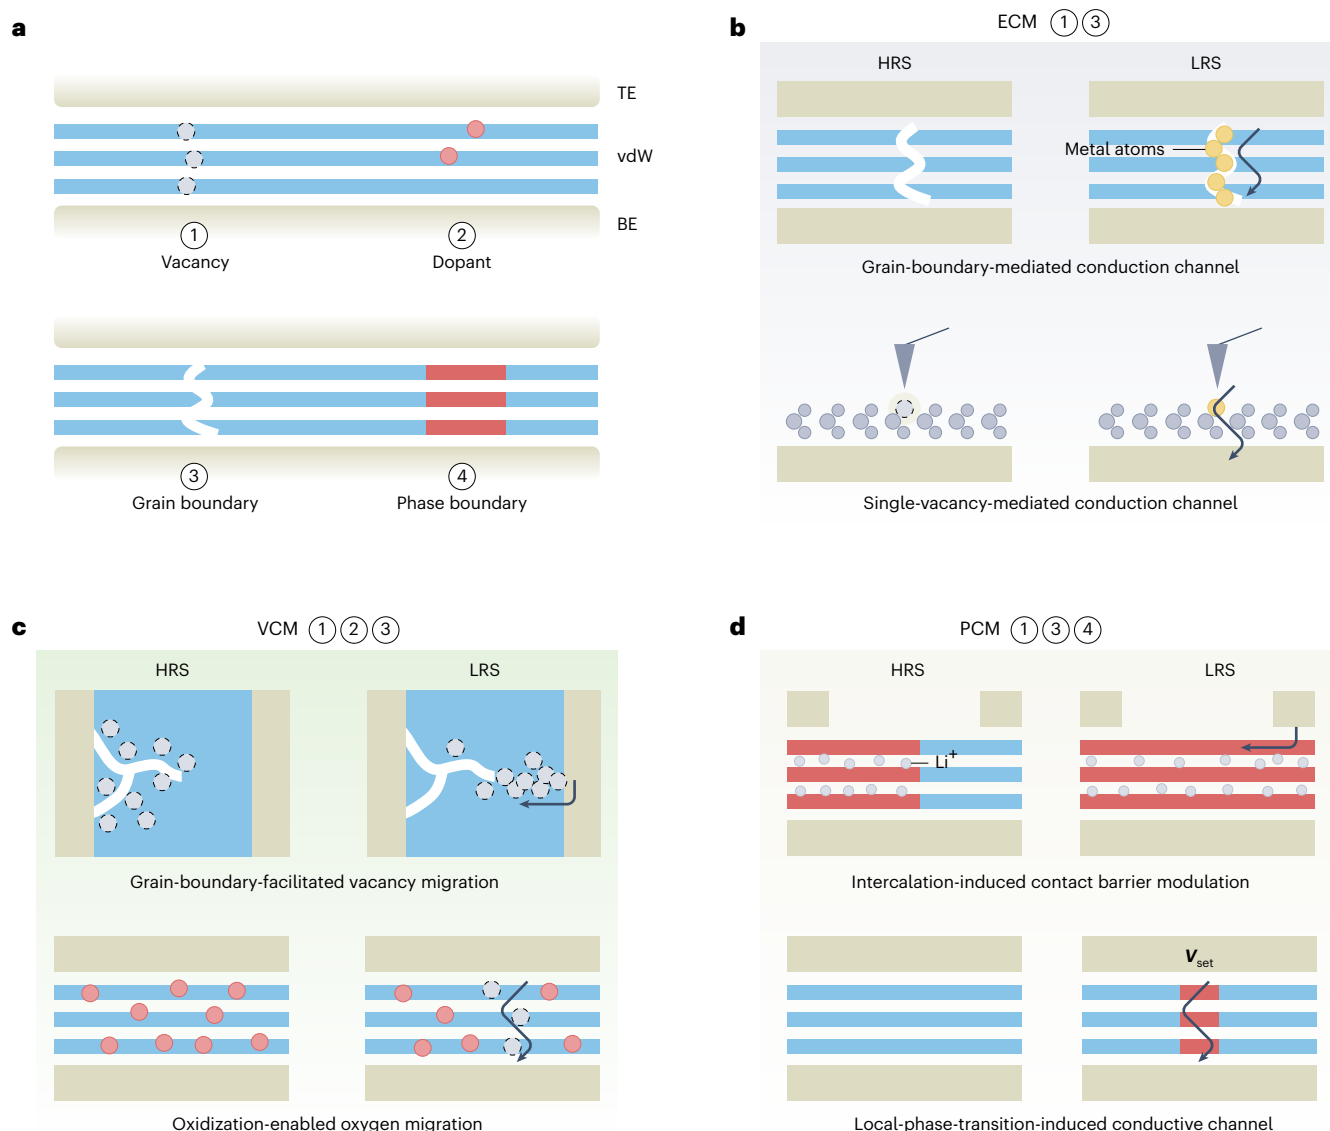 a
TE
vdW
BE
1
2
Vacancy
Dopant
3
4
Grain boundary
Phase boundary
b
ECM 1 3
HRS
LRS
Metal atoms
Grain-boundary-mediated conduction channel
Single-vacancy-mediated conduction channel
c
VCM 1 2 3
HRS
LRS
Grain-boundary-facilitated vacancy migration
Oxidization-enabled oxygen migration
d
PCM 1 3 4
HRS
LRS
Li+
Intercalation-induced contact barrier modulation
Vset
Local-phase-transition-induced conductive channel